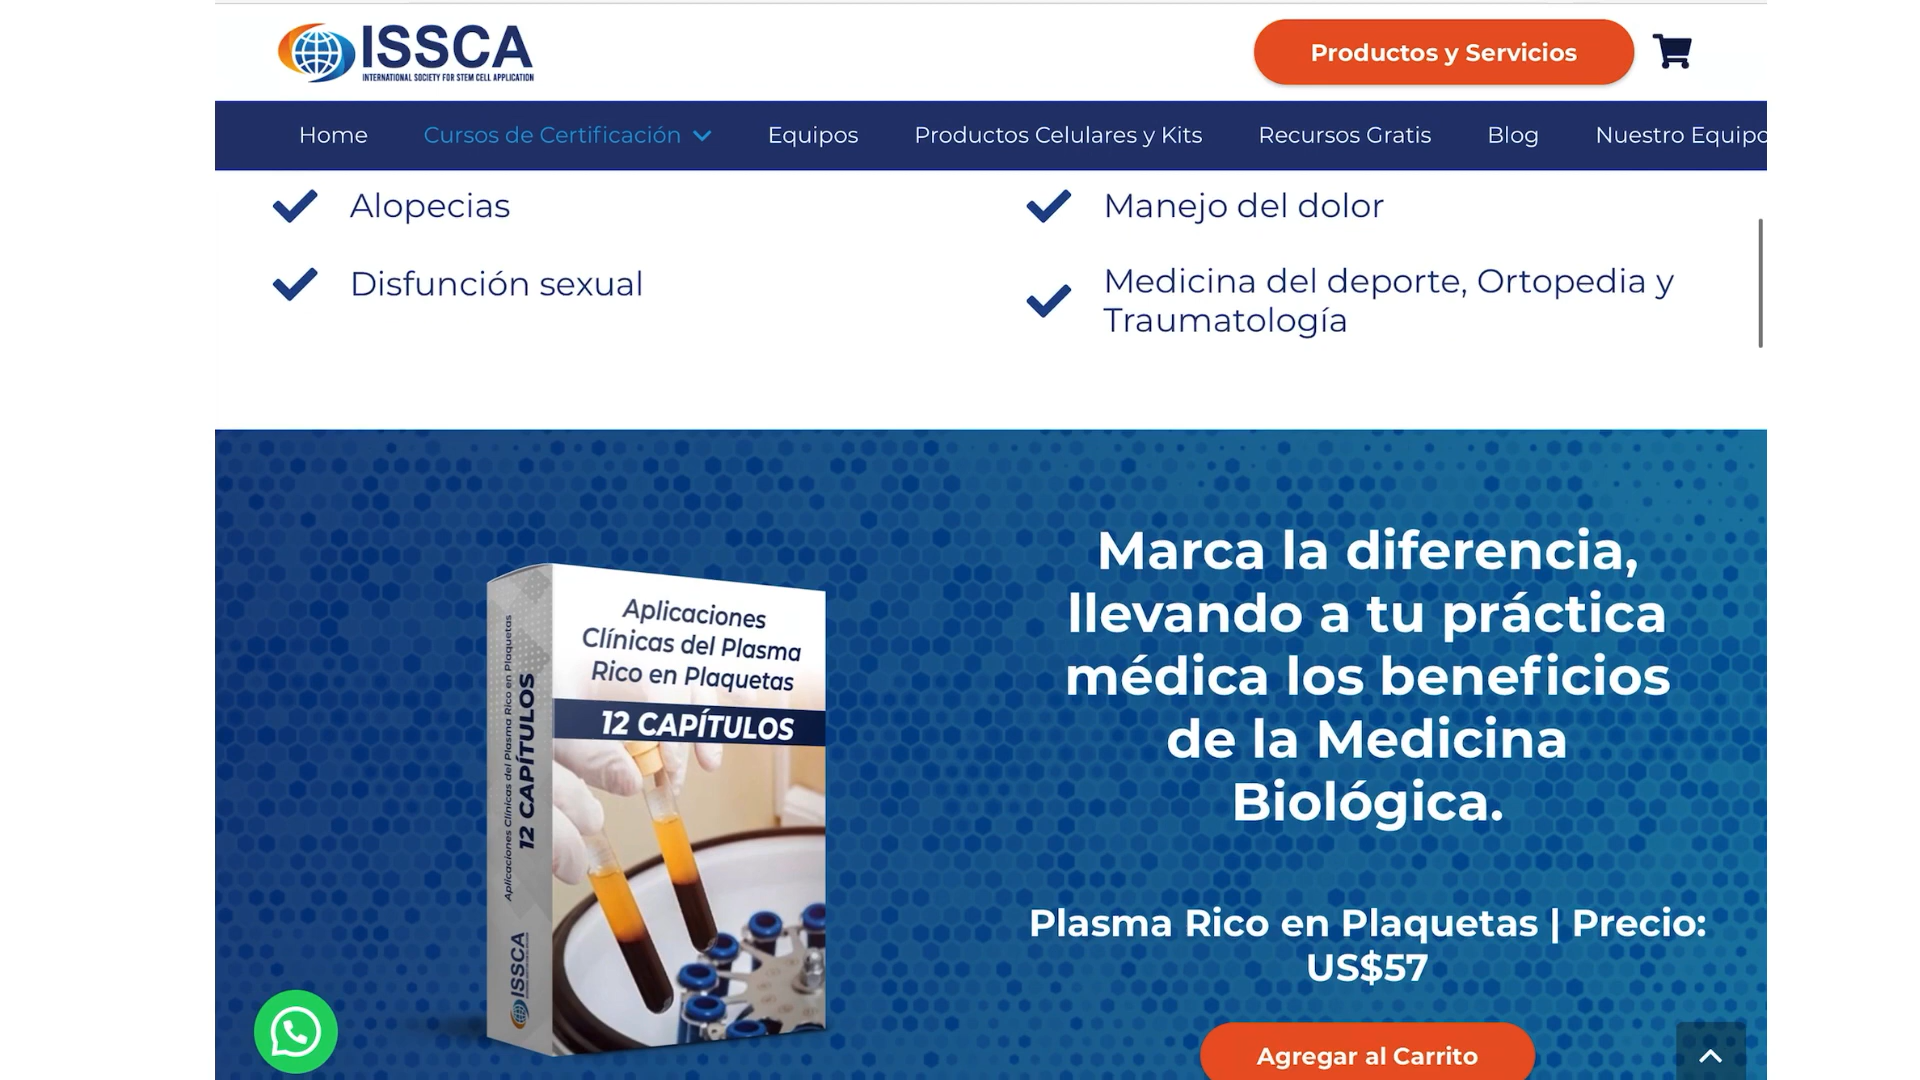 ISSCA
INTERNATIONAL SOCIETY FOR STEM CELL APPLICATION
Productos y Servicios
Home
Cursos de Certificación
Equipos
Productos Celulares y Kits
Recursos Gratis
Blog
Nuestro Equipo
Alopecias
Disfunción sexual
Manejo del dolor
Medicina del deporte, Ortopedia y
Traumatología
Aplicaciones Clínicas del Plasma Rico en Plaquetas
12 CAPÍTULOS
ISSCA
Aplicaciones
Clínicas del Plasma
Rico en Plaquetas
12 CAPÍTULOS
Marca la diferencia,
llevando a tu práctica
médica los beneficios
de la Medicina
Biológica.
Plasma Rico en Plaquetas | Precio:
US$57
Agregar al Carrito